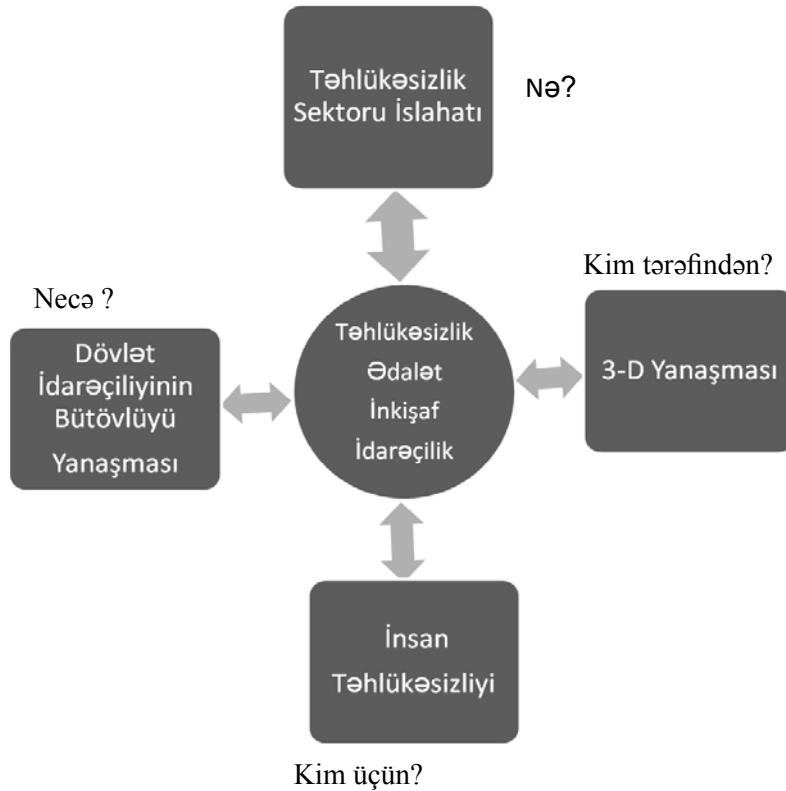 Təhlükəsizlik
Sektoru İslahatı
Nə?
Kim tərəfindən?
Necə ?
Dövlət
İdarəçiliyinin
Bütövlüyü
Yanaşması
Təhlükəsizlik
Ədalət
İnkişaf
İdarəçilik
3-D Yanaşması
İnsan
Təhlükəsizliyi
Kim üçün?